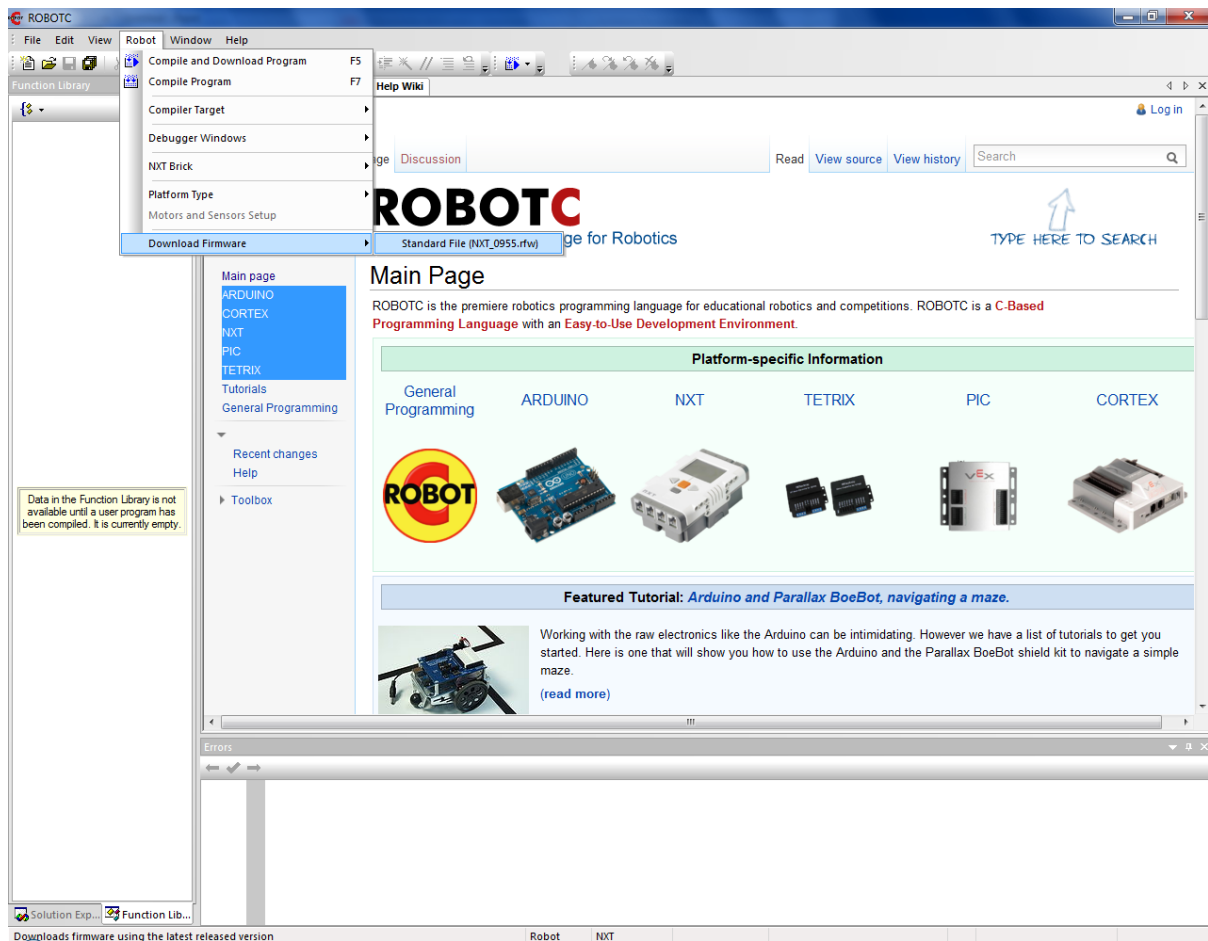 ROBOTC
File Edit View Robot Window Help
Function Library
Compile and Download Program F5
Compile Program F7
Compiler Target
Debugger Windows
NXT Brick
Platform Type
Motors and Sensors Setup
Download Firmware
Standard File (NXT_0955.rfw)
Help Wiki
Log in
age Discussion Read View source View history Search
ROBOTC
ge for Robotics
TYPE HERE TO SEARCH
Main page
ARDUINO
CORTEX
NXT
PIC
TETRIX
Tutorials
General Programming
Recent changes
Help
Toolbox
Main Page
ROBOTC is the premiere robotics programming language for educational robotics and competitions. ROBOTC is a C-Based
Programming Language with an Easy-to-Use Development Environment.
Platform-specific Information
General
Programming
ARDUINO NXT TETRIX PIC CORTEX
ROBOT
vex
Data in the Function Library is not
available until a user program has
been compiled. It is currently empty.
Featured Tutorial: Arduino and Parallax BoeBot, navigating a maze.
Working with the raw electronics like the Arduino can be intimidating. However we have a list of tutorials to get you
started. Here is one that will show you how to use the Arduino and the Parallax BoeBot shield kit to navigate a simple
maze.
(read more)
Errors
Solution Exp... Function Lib...
Downloads firmware using the latest released version Robot NXT